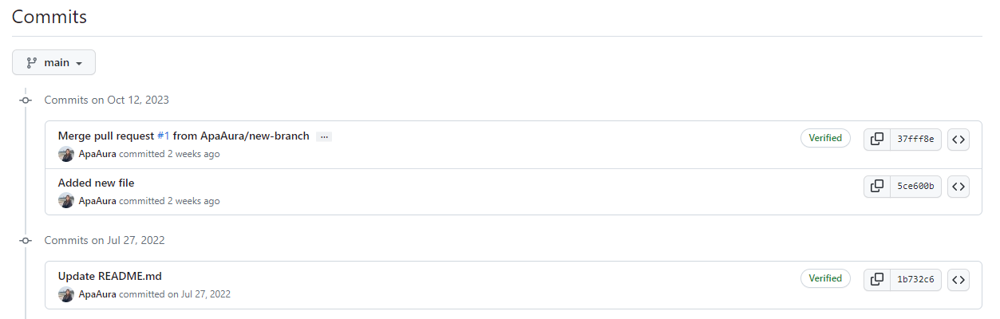 Commits
main
Commits on Oct 12, 2023
Merge pull request #1 from ApaAura/new-branch ...
Verified
37fff8e
ApaAura committed 2 weeks ago
Added new file
5ce600b
ApaAura committed 2 weeks ago
Commits on Jul 27, 2022
Update README.md
Verified
1b732c6
ApaAura committed on Jul 27, 2022